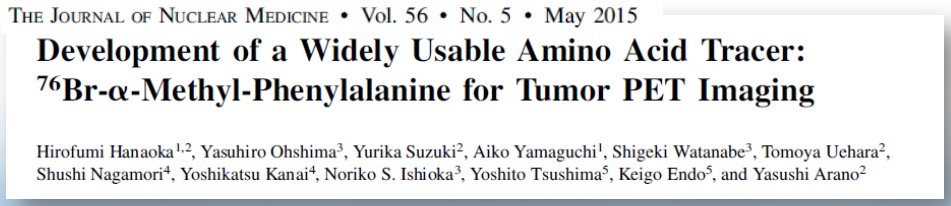 THE JOURNAL OF NUCLEAR MEDICINE • Vol. 56 • No. 5 • May 2015
Development of a Widely Usable Amino Acid Tracer:
⁷⁶Br-α-Methyl-Phenylalanine for Tumor PET Imaging
Hirofumi Hanaoka¹,², Yasuhiro Ohshima³, Yurika Suzuki², Aiko Yamaguchi¹, Shigeki Watanabe³, Tomoya Uehara²,
Shushi Nagamori⁴, Yoshikatsu Kanai⁴, Noriko S. Ishioka³, Yoshito Tsushima⁵, Keigo Endo⁵, and Yasushi Arano²